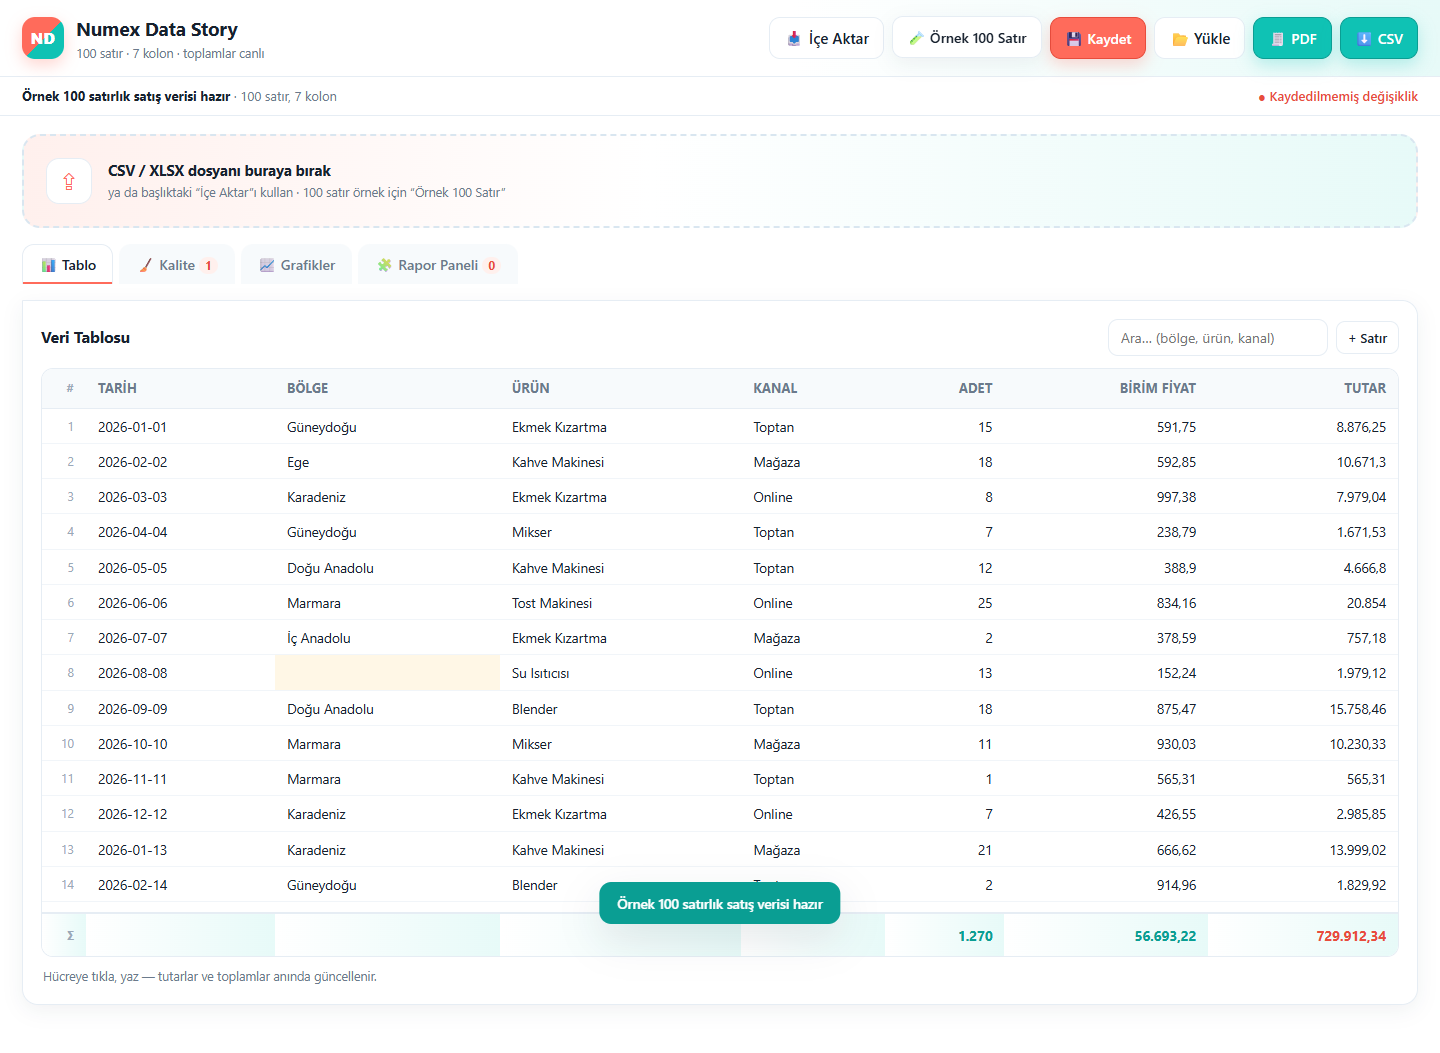 ND
Numex Data Story
100 satır · 7 kolon · toplamlar canlı
İçe Aktar
Örnek 100 Satır
Kaydet
Yükle
PDF
CSV
Örnek 100 satırlık satış verisi hazır · 100 satır, 7 kolon
● Kaydedilmemiş değişiklik
CSV / XLSX dosyanı buraya bırak
ya da başlıktaki “İçe Aktar”ı kullan · 100 satır örnek için “Örnek 100 Satır”
Tablo
Kalite 1
Grafikler
Rapor Paneli 0
Veri Tablosu
Ara... (bölge, ürün, kanal)
+ Satır
# TARİH BÖLGE ÜRÜN KANAL ADET BİRİM FİYAT TUTAR
1 2026-01-01 Güneydoğu Ekmek Kızartma Toptan 15 591,75 8.876,25
2 2026-02-02 Ege Kahve Makinesi Mağaza 18 592,85 10.671,3
3 2026-03-03 Karadeniz Ekmek Kızartma Online 8 997,38 7.979,04
4 2026-04-04 Güneydoğu Mikser Toptan 7 238,79 1.671,53
5 2026-05-05 Doğu Anadolu Kahve Makinesi Toptan 12 388,9 4.666,8
6 2026-06-06 Marmara Tost Makinesi Online 25 834,16 20.854
7 2026-07-07 İç Anadolu Ekmek Kızartma Mağaza 2 378,59 757,18
8 2026-08-08 Su Isıtıcısı Online 13 152,24 1.979,12
9 2026-09-09 Doğu Anadolu Blender Toptan 18 875,47 15.758,46
10 2026-10-10 Marmara Mikser Mağaza 11 930,03 10.230,33
11 2026-11-11 Marmara Kahve Makinesi Toptan 1 565,31 565,31
12 2026-12-12 Karadeniz Ekmek Kızartma Online 7 426,55 2.985,85
13 2026-01-13 Karadeniz Kahve Makinesi Mağaza 21 666,62 13.999,02
14 2026-02-14 Güneydoğu Blender 2 914,96 1.829,92
Örnek 100 satırlık satış verisi hazır
Σ 1.270 56.693,22 729.912,34
Hücreye tıkla, yaz — tutarlar ve toplamlar anında güncellenir.